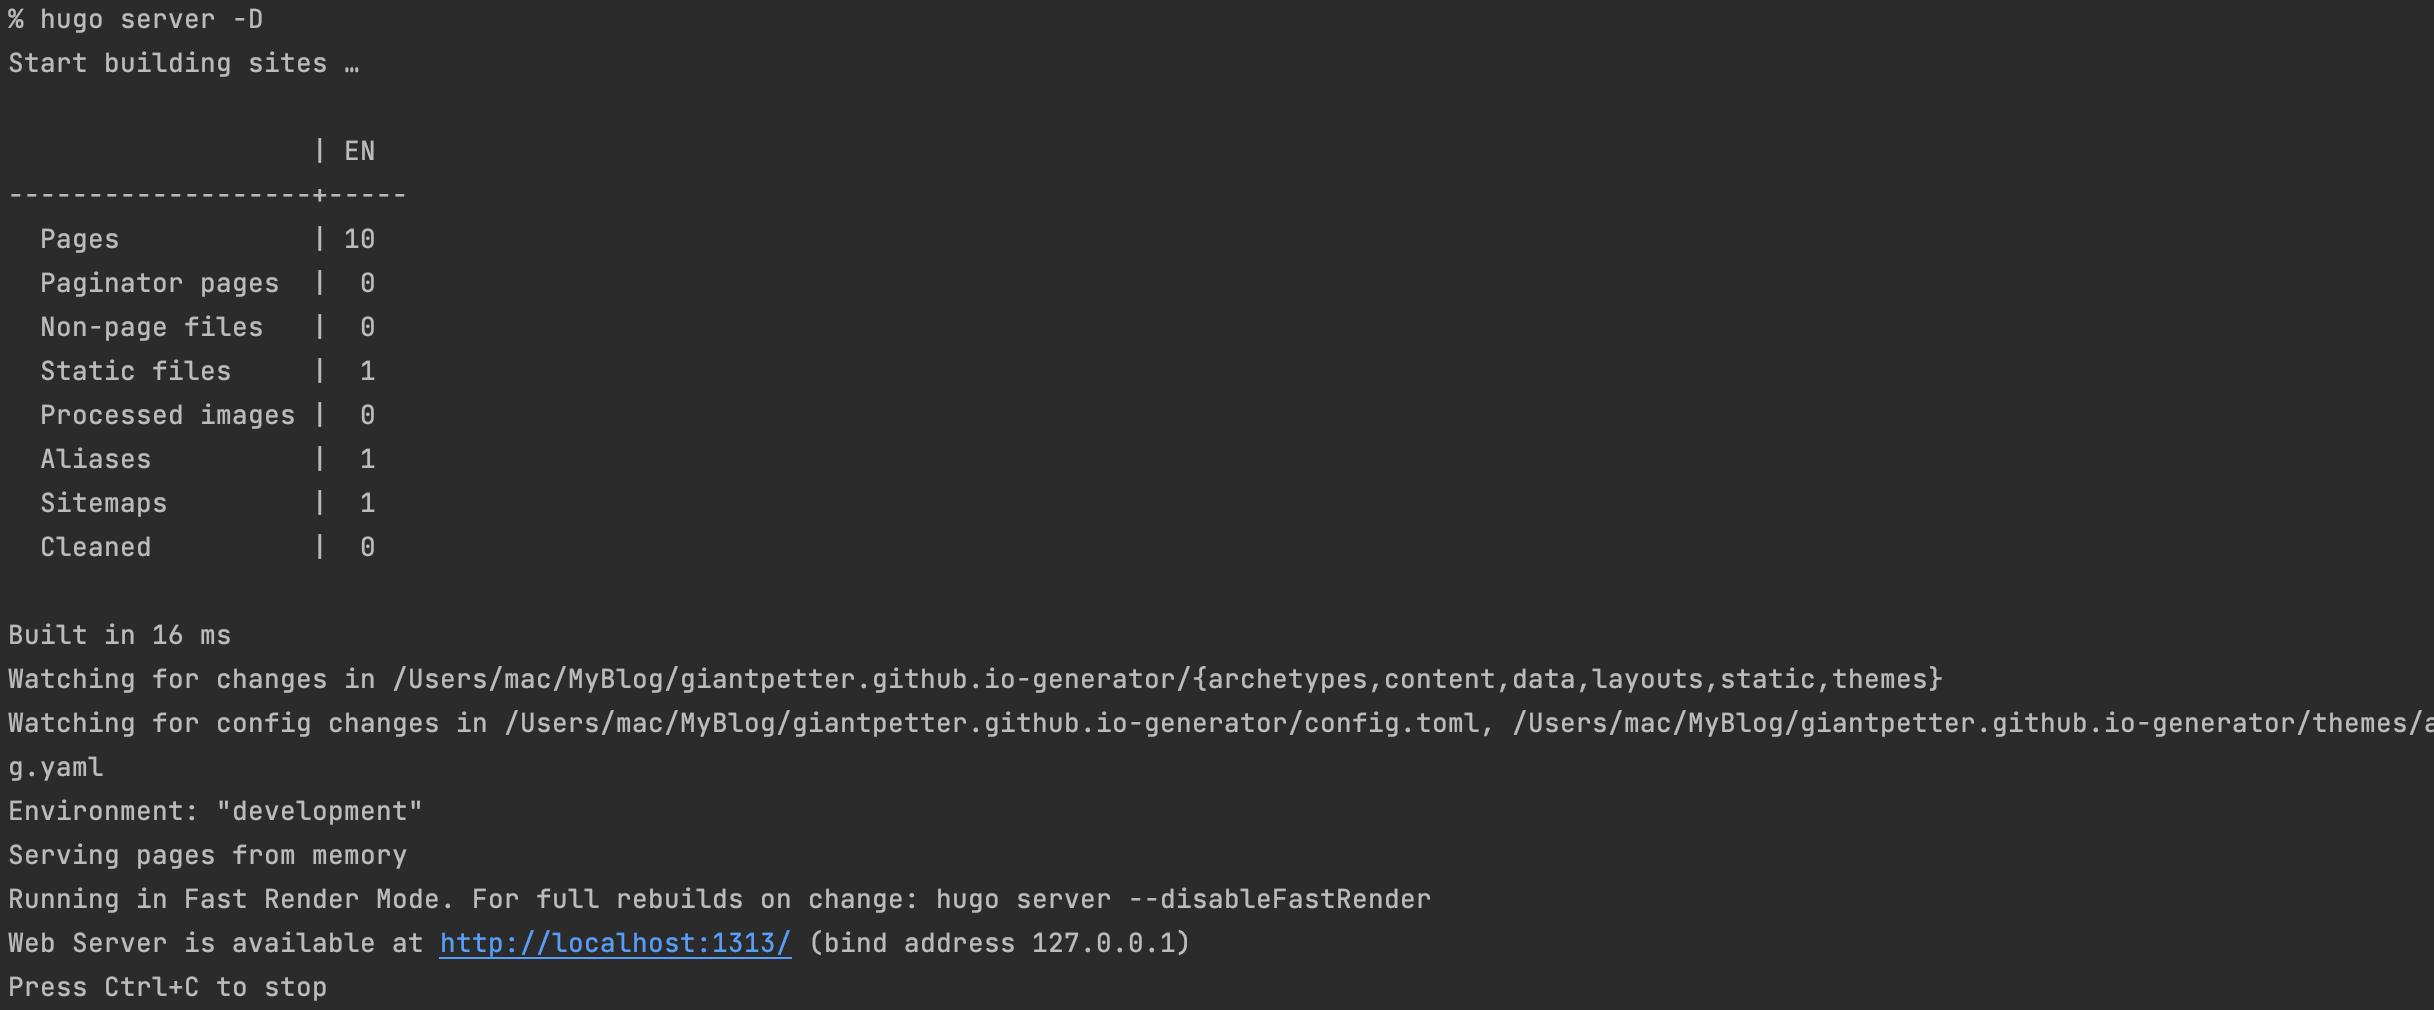 % hugo server -D
Start building sites …
                   | EN
-------------------+-----
  Pages            | 10
  Paginator pages  |  0
  Non-page files   |  0
  Static files     |  1
  Processed images |  0
  Aliases          |  1
  Sitemaps         |  1
  Cleaned          |  0
Built in 16 ms
Watching for changes in /Users/mac/MyBlog/giantpetter.github.io-generator/{archetypes,content,data,layouts,static,themes}
Watching for config changes in /Users/mac/MyBlog/giantpetter.github.io-generator/config.toml, /Users/mac/MyBlog/giantpetter.github.io-generator/themes/a
g.yaml
Environment: "development"
Serving pages from memory
Running in Fast Render Mode. For full rebuilds on change: hugo server --disableFastRender
Web Server is available at http://localhost:1313/ (bind address 127.0.0.1)
Press Ctrl+C to stop